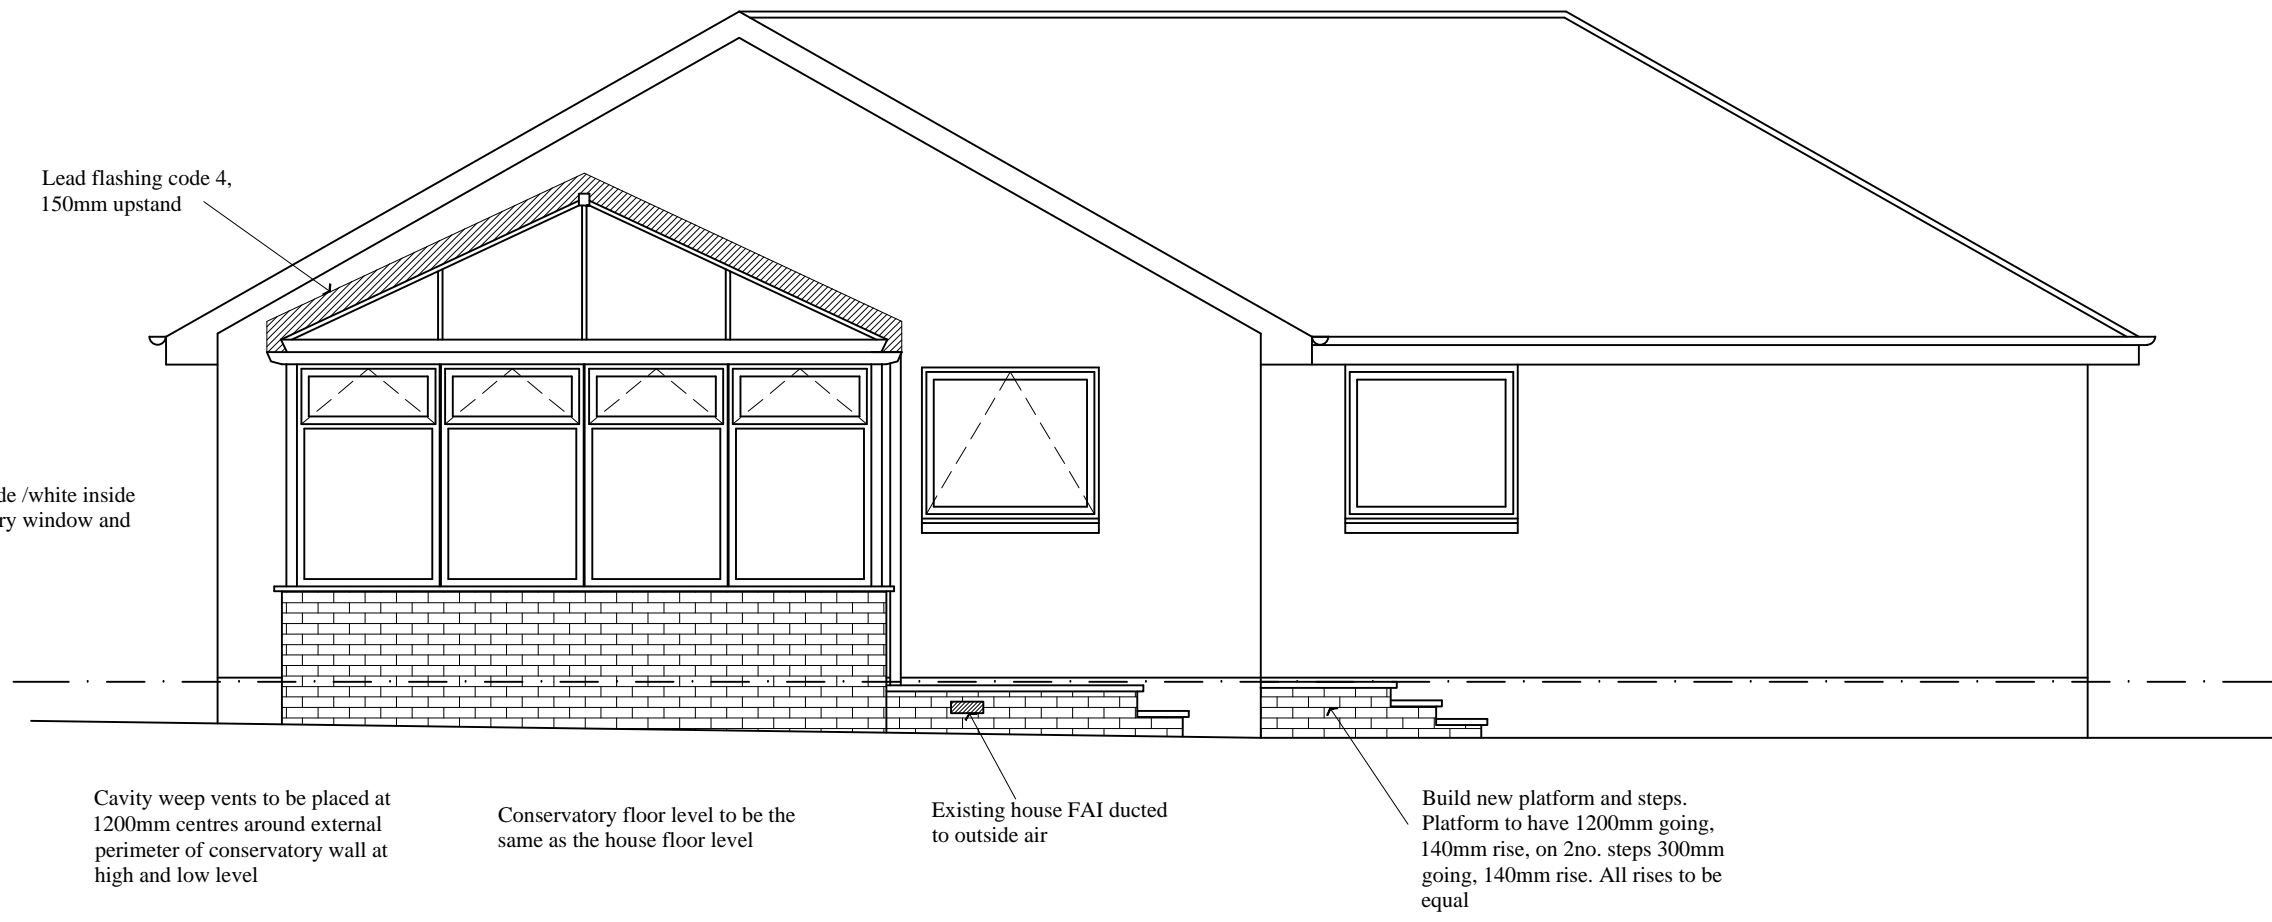 Lead flashing code 4,
150mm upstand
de /white inside
ry window and
Cavity weep vents to be placed at
1200mm centres around external
perimeter of conservatory wall at
high and low level
Conservatory floor level to be the
same as the house floor level
Existing house FAI ducted
to outside air
Build new platform and steps.
Platform to have 1200mm going,
140mm rise, on 2no. steps 300mm
going, 140mm rise. All rises to be
equal